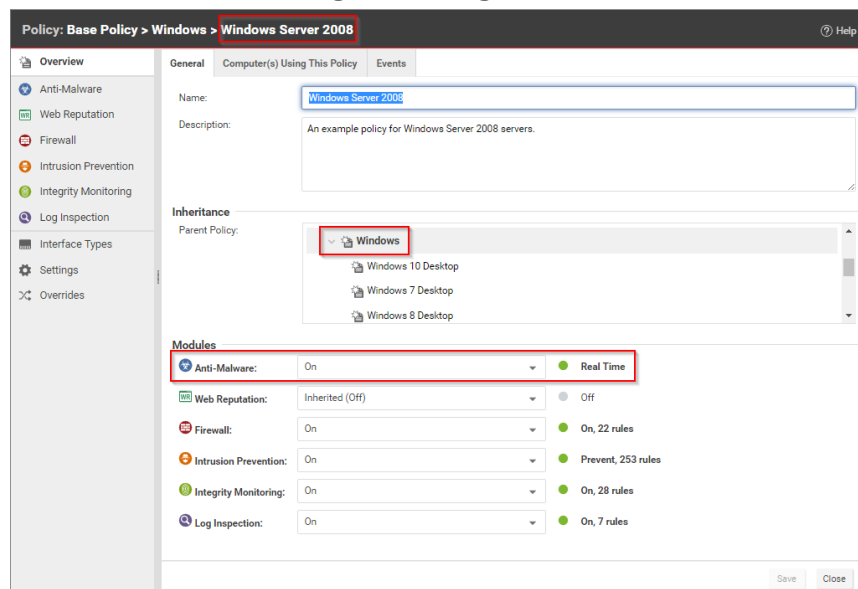 Policy: Base Policy > Windows > Windows Server 2008
Help
Overview
Anti-Malware
Web Reputation
Firewall
Intrusion Prevention
Integrity Monitoring
Log Inspection
Interface Types
Settings
Overrides
General Computer(s) Using This Policy Events
Name: Windows Server 2008
Description: An example policy for Windows Server 2008 servers.
Inheritance
Parent Policy: Windows
Windows 10 Desktop
Windows 7 Desktop
Windows 8 Desktop
Modules
Anti-Malware: On Real Time
WR Web Reputation: Inherited (Off) Off
Firewall: On On, 22 rules
Intrusion Prevention: On Prevent, 253 rules
Integrity Monitoring: On On, 28 rules
Log Inspection: On On, 7 rules
Save Close